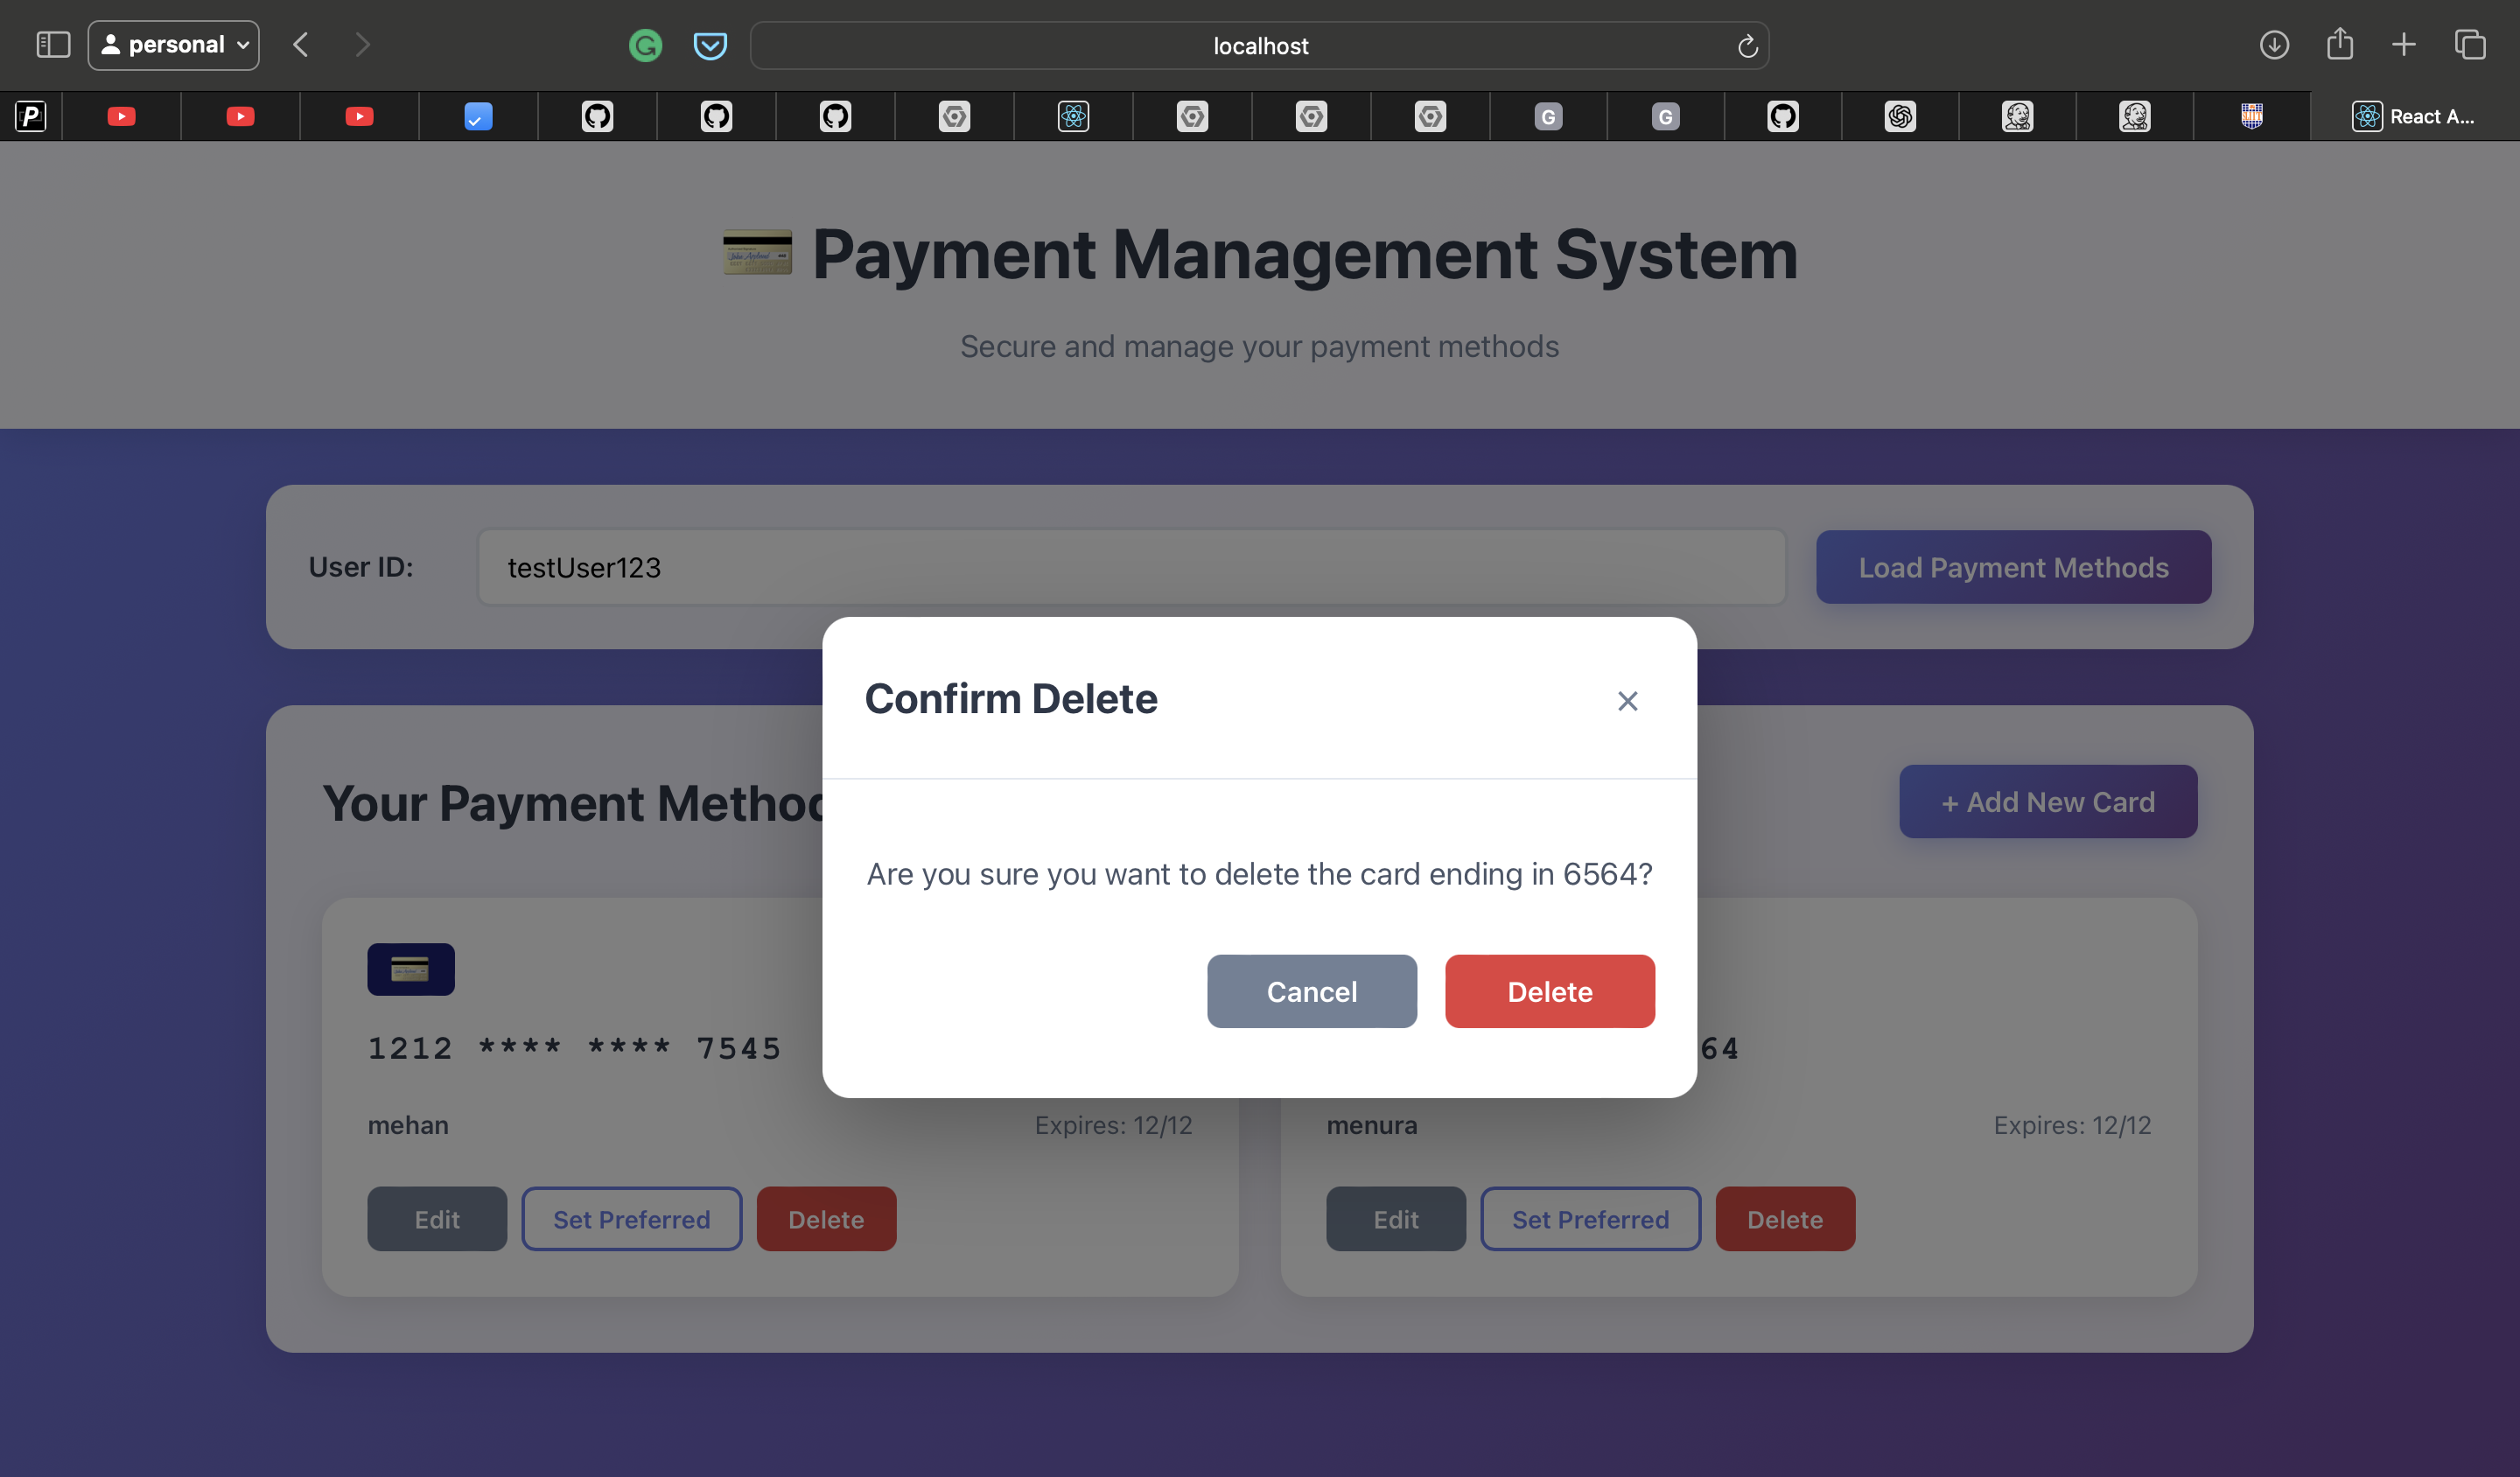 personal
localhost
React A...
Payment Management System
Secure and manage your payment methods
User ID:
testUser123
Load Payment Methods
Confirm Delete
×
Your Payment Metho
+ Add New Card
Are you sure you want to delete the card ending in 6564?
Cancel
Delete
1212 **** **** 7545
64
mehan
Expires: 12/12
menura
Expires: 12/12
Edit
Set Preferred
Delete
Edit
Set Preferred
Delete